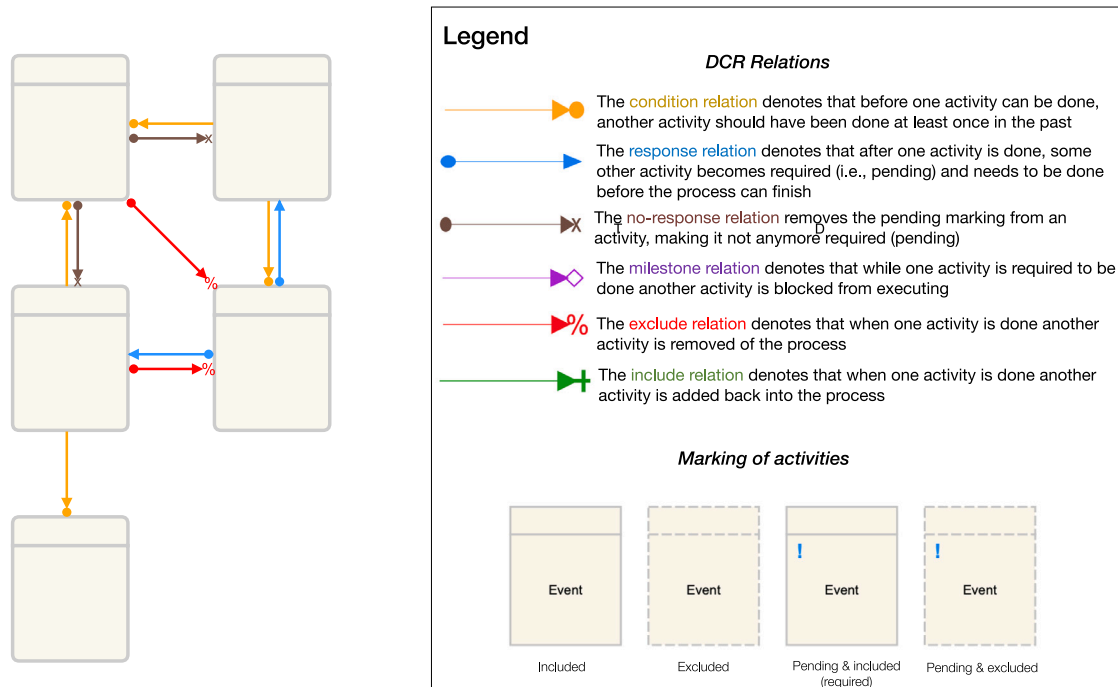 Legend
DCR Relations
The condition relation denotes that before one activity can be done,
another activity should have been done at least once in the past
The response relation denotes that after one activity is done, some
other activity becomes required (i.e., pending) and needs to be done
before the process can finish
The no-response relation removes the pending marking from an
T
D
activity, making it not anymore required (pending)
The milestone relation denotes that while one activity is required to be
done another activity is blocked from executing
The exclude relation denotes that when one activity is done another
activity is removed of the process
The include relation denotes that when one activity is done another
activity is added back into the process
x
x
%
%
x
%
Marking of activities
! !
Event Event Event Event
Included Excluded Pending & included Pending & excluded
(required)